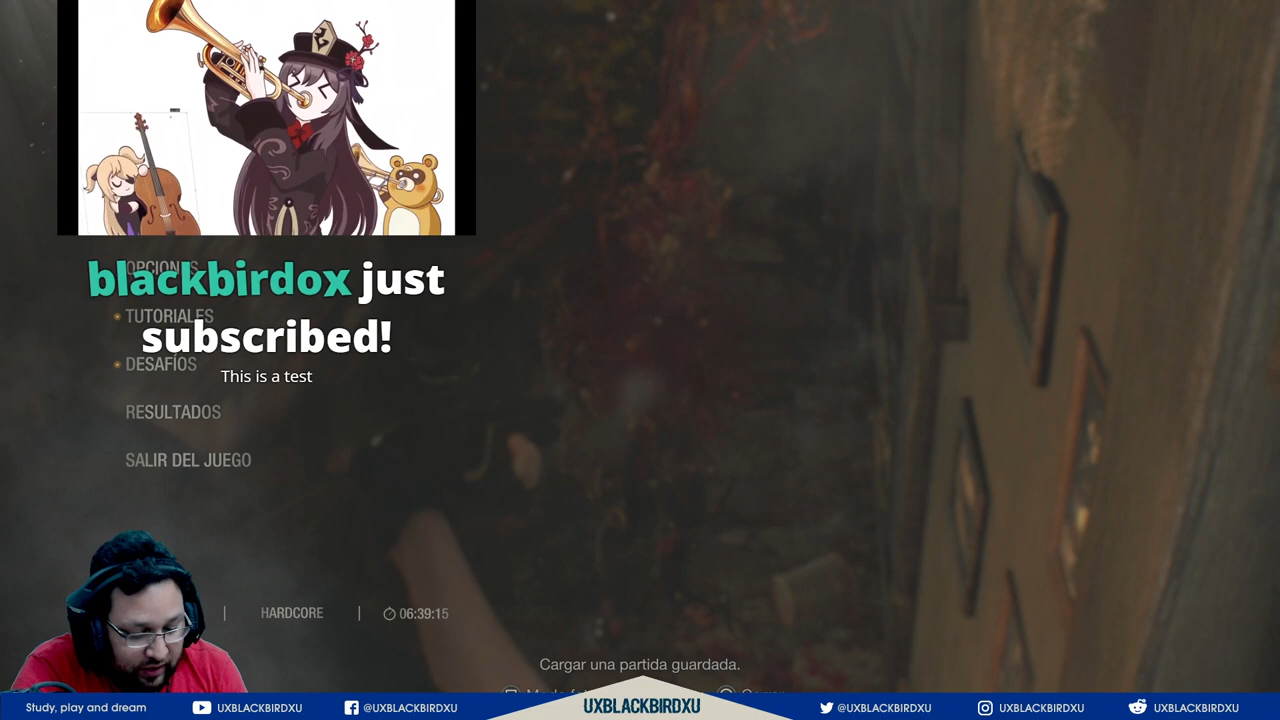 OPCIONES
blackbirdox just
TUTORIALES
subscribed!
DESAFÍOS
This is a test
RESULTADOS
SALIR DEL JUEGO
| HARDCORE | 06:39:15
Cargar una partida guardada.
Study, play and dream UXBLACKBIRDXU @UXBLACKBIRDXU UXBLACKBIRDXU @UXBLACKBIRDXU UXBLACKBIRDXU @UXBLACKBIRDXU